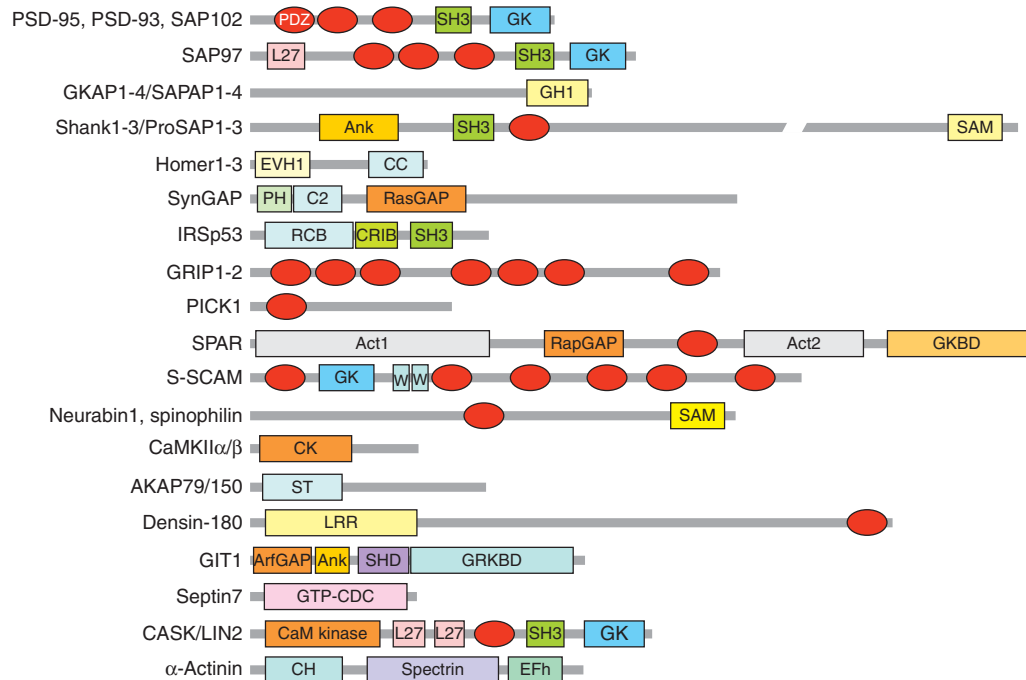 PSD-95, PSD-93, SAP102 PDZ SH3 GK
SAP97 L27 SH3 GK
GKAP1-4/SAPAP1-4 GH1
Shank1-3/ProSAP1-3 Ank SH3 SAM
Homer1-3 EVH1 CC
SynGAP PH C2 RasGAP
IRSp53 RCB CRIB SH3
GRIP1-2
PICK1
SPAR Act1 RapGAP Act2 GKBD
S-SCAM GK W W
Neurabin1, spinophilin SAM
CaMKIIα/β CK
AKAP79/150 ST
Densin-180 LRR
GIT1 ArfGAP Ank SHD GRKBD
Septin7 GTP-CDC
CASK/LIN2 CaM kinase L27 L27 SH3 GK
α-Actinin CH Spectrin EFh